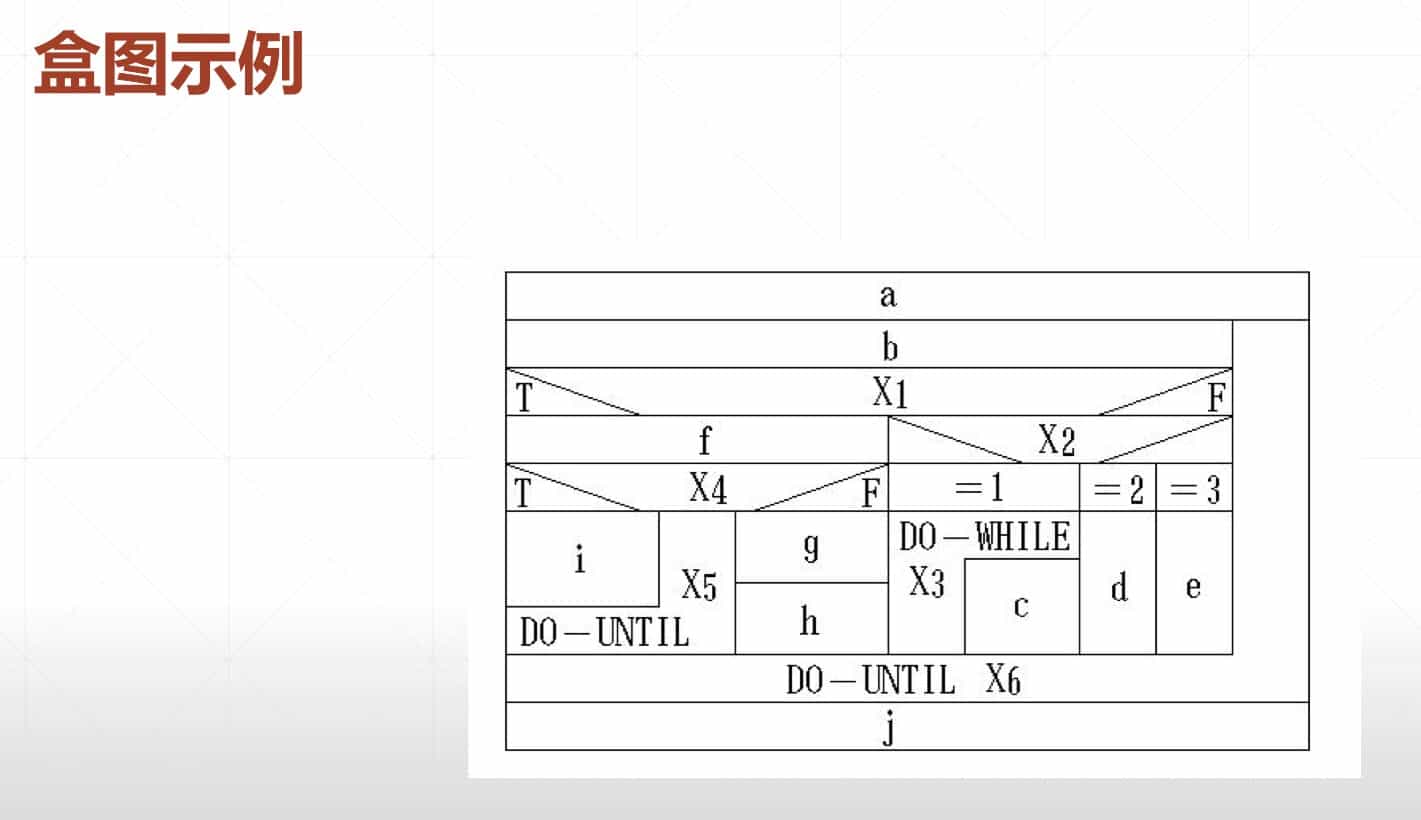 盒图示例
a
b
T X1 F
f X2
T X4 F =1 =2 =3
i X5 g DO-WHILE
X3 c d e
DO-UNTIL h
DO-UNTIL X6
j